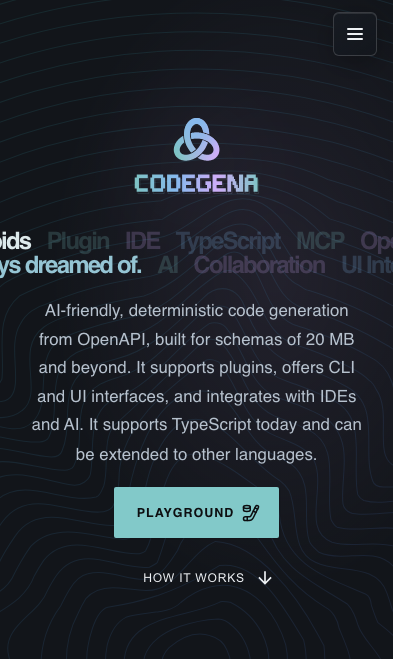 CODEGENA
Plugin IDE TypeScript MCP
dreamed of. AI Collaboration UI
AI-friendly, deterministic code generation
from OpenAPI, built for schemas of 20 MB
and beyond. It supports plugins, offers CLI
and UI interfaces, and integrates with IDEs
and AI. It supports TypeScript today and can
be extended to other languages.
PLAYGROUND
HOW IT WORKS